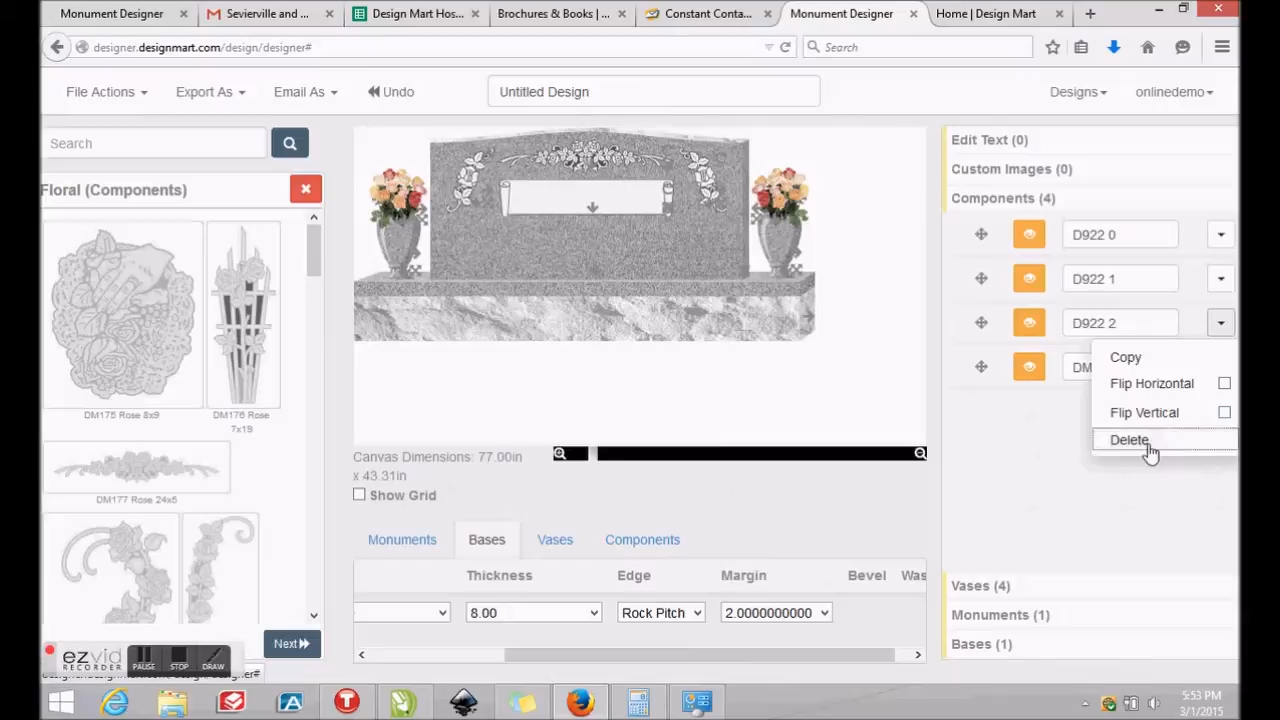 Monument Designer
Sevierville and ...
Design Mart Hos...
Brochures & Books | ...
Constant Conta...
Monument Designer
Home | Design Mart
designer.designmart.com/design/designer#
Search
File Actions
Export As
Email As
Undo
Untitled Design
Designs
onlinedemo
Search
Floral (Components)
DM175 Rose 8x9
DM176 Rose
7x19
DM177 Rose 24x5
Next
Canvas Dimensions: 77.00in
x 43.31in
Show Grid
Monuments
Bases
Vases
Components
Thickness
Edge
Margin
Bevel
Was
8.00
Rock Pitch
2.0000000000
Edit Text (0)
Custom Images (0)
Components (4)
D922 0
D922 1
D922 2
DM
Copy
Flip Horizontal
Flip Vertical
Delete
Vases (4)
Monuments (1)
Bases (1)
ezvid
RECORDER
PAUSE
STOP
DRAW
5:53 PM
3/1/2015